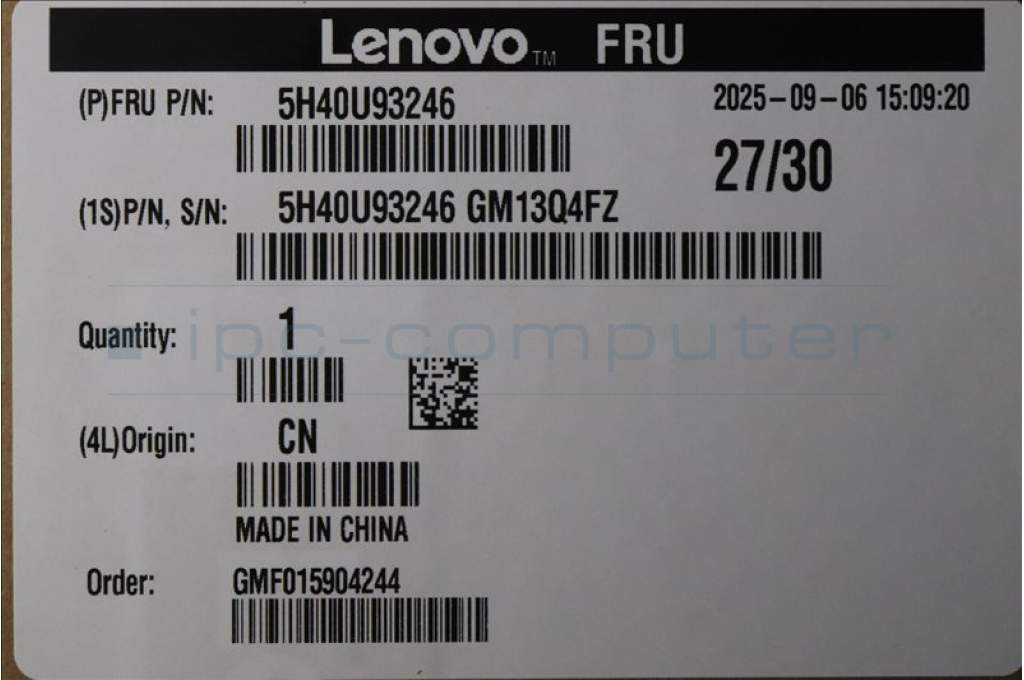 Lenovo™ FRU
(P)FRU P/N: 5H40U93246 2025-09-06 15:09:20
27/30
(1S)P/N, S/N: 5H40U93246 GM13Q4FZ
Quantity: 1
ipc-computer
(4L)Origin: CN
MADE IN CHINA
Order: GMF015904244